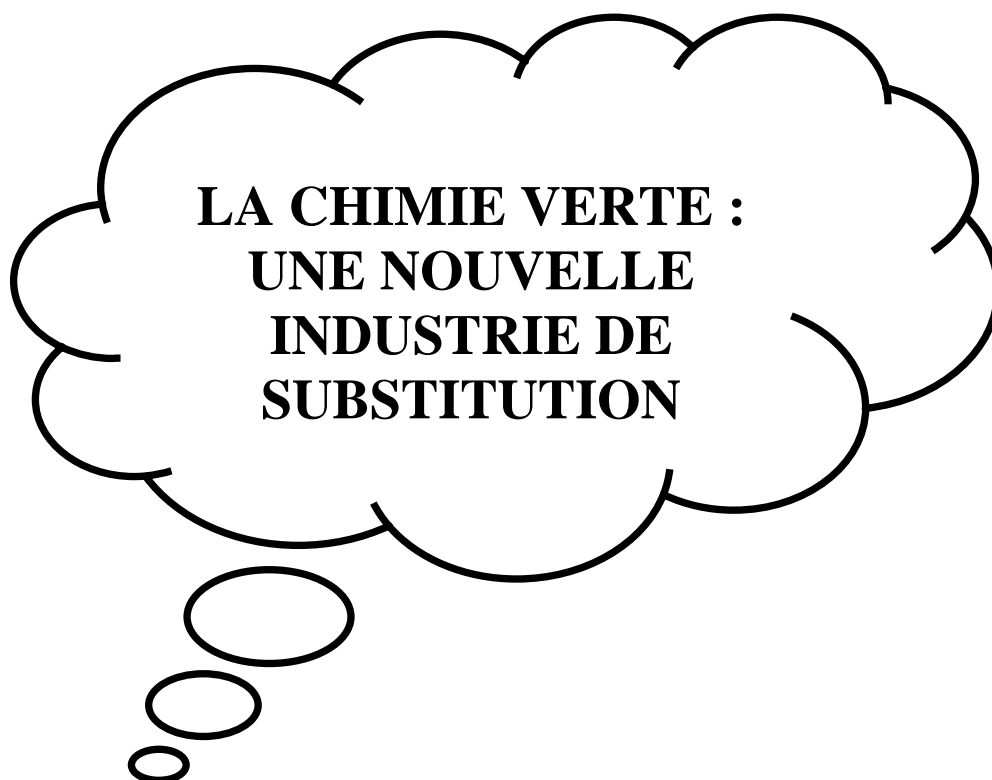 LA CHIMIE VERTE :
UNE NOUVELLE
INDUSTRIE DE
SUBSTITUTION